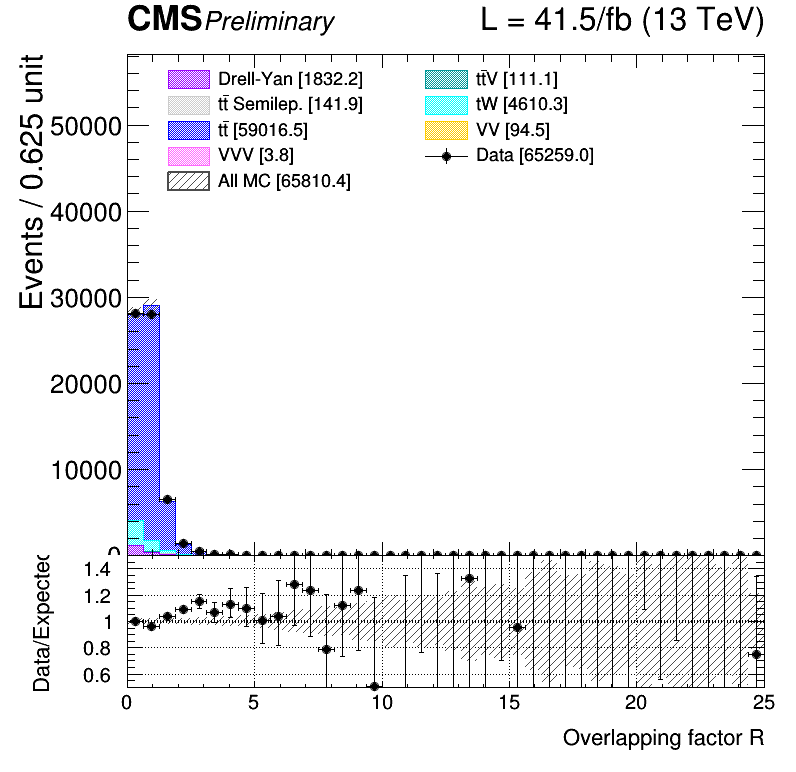 CMS Preliminary L = 41.5/fb (13 TeV)
Drell-Yan [1832.2]
tt̄ Semilep. [141.9]
tt̄ [59016.5]
VVV [3.8]
All MC [65810.4]
tt̄V [111.1]
tW [4610.3]
VV [94.5]
Data [65259.0]
Events / 0.625 unit
50000
40000
30000
20000
10000
0
Data/Expected
1.4
1.2
1
0.8
0.6
0 5 10 15 20 25
Overlapping factor R